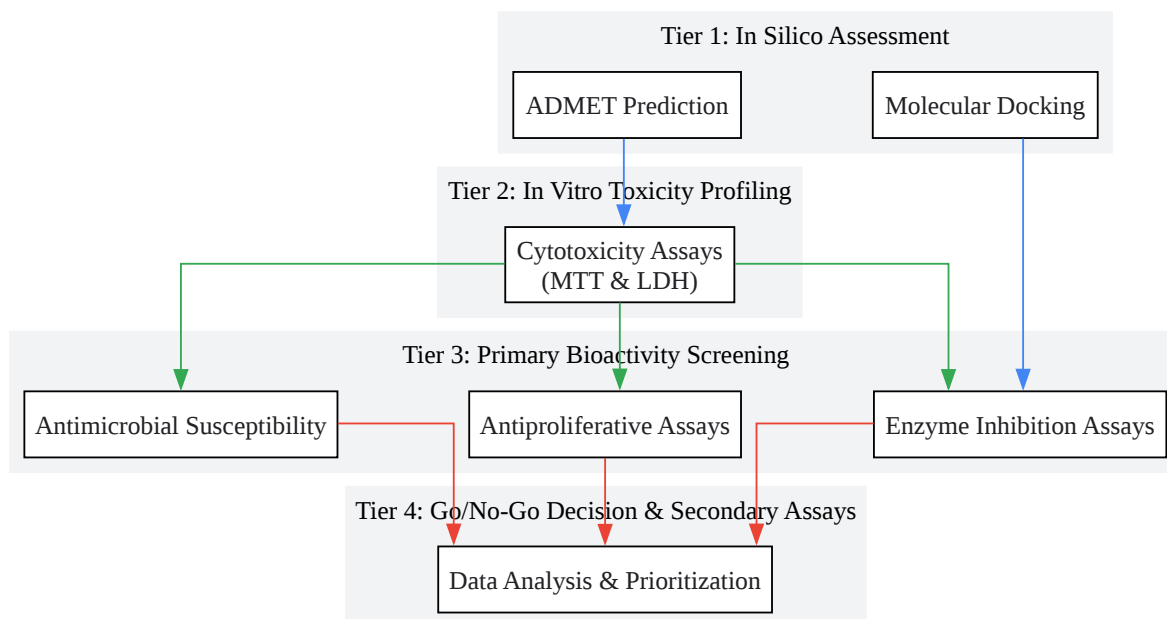 Tier 1: In Silico Assessment
ADMET Prediction
Molecular Docking
Tier 2: In Vitro Toxicity Profiling
Cytotoxicity Assays
(MTT & LDH)
Tier 3: Primary Bioactivity Screening
Antimicrobial Susceptibility
Antiproliferative Assays
Enzyme Inhibition Assays
Tier 4: Go/No-Go Decision & Secondary Assays
Data Analysis & Prioritization